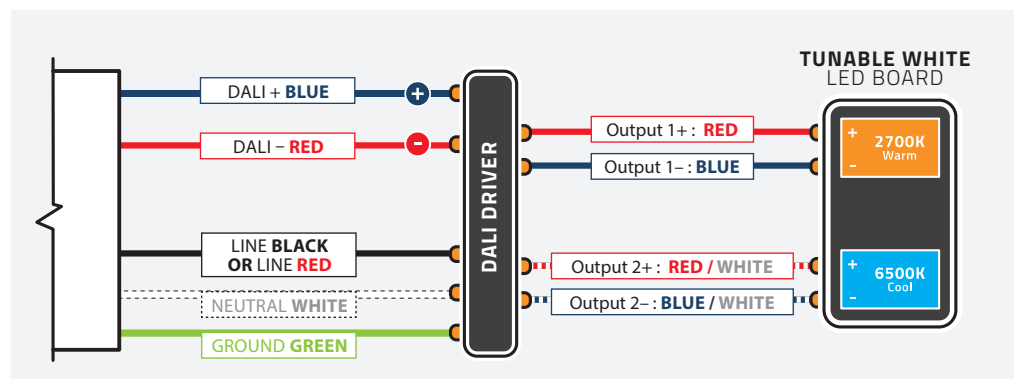 TUNABLE WHITE
LED BOARD
DALI + BLUE
+
DALI – RED
-
LINE BLACK
OR LINE RED
NEUTRAL WHITE
GROUND GREEN
DALI DRIVER
Output 1+ : RED
Output 1– : BLUE
Output 2+ : RED / WHITE
Output 2– : BLUE / WHITE
+
2700K
Warm
-
+
6500K
Cool
-